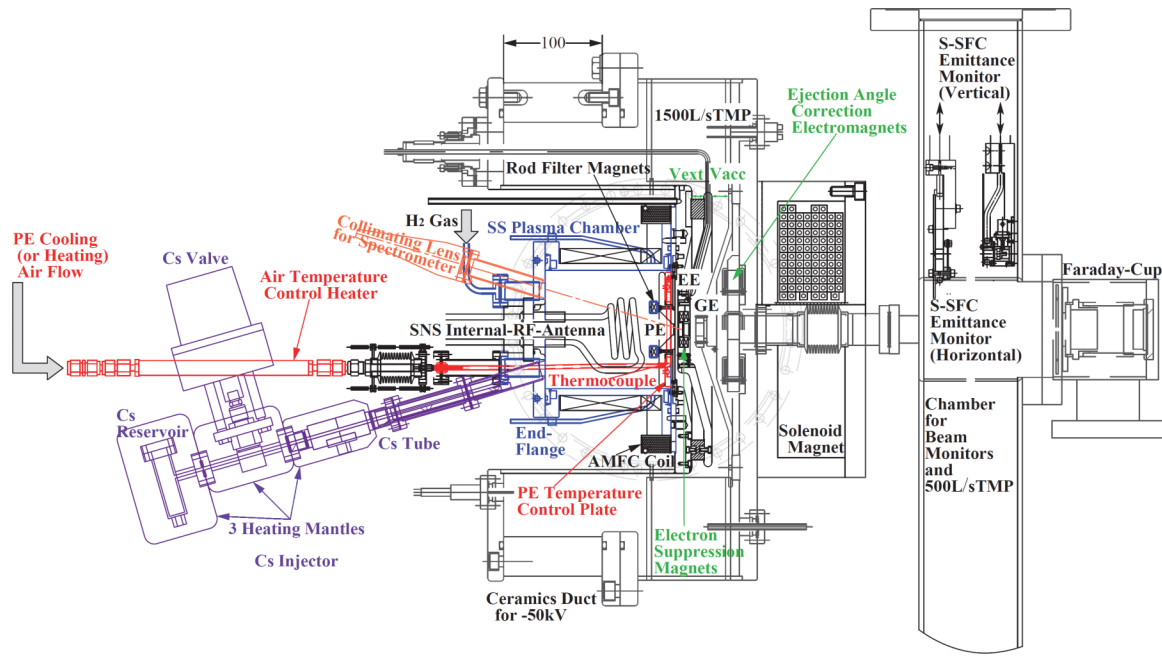 100
S-SFC
Emittance
Monitor
(Vertical)
Ejection Angle
Correction
Electromagnets
1500L/sTMP
Rod Filter Magnets
Vext Vacc
H2 Gas
SS Plasma Chamber
Collimating Lens
for Spectrometer
PE Cooling
(or Heating)
Air Flow
Cs Valve
Air Temperature
Control Heater
Faraday-Cup
EE
GE
SNS Internal-RF-Antenna
PE
S-SFC
Emittance
Monitor
(Horizontal)
Thermocouple
Cs
Reservoir
Cs Tube
End-
Flange
Solenoid
Magnet
Chamber
for
Beam
Monitors
and
500L/sTMP
AMFC Coil
PE Temperature
Control Plate
3 Heating Mantles
Cs Injector
Electron
Suppression
Magnets
Ceramics Duct
for -50kV